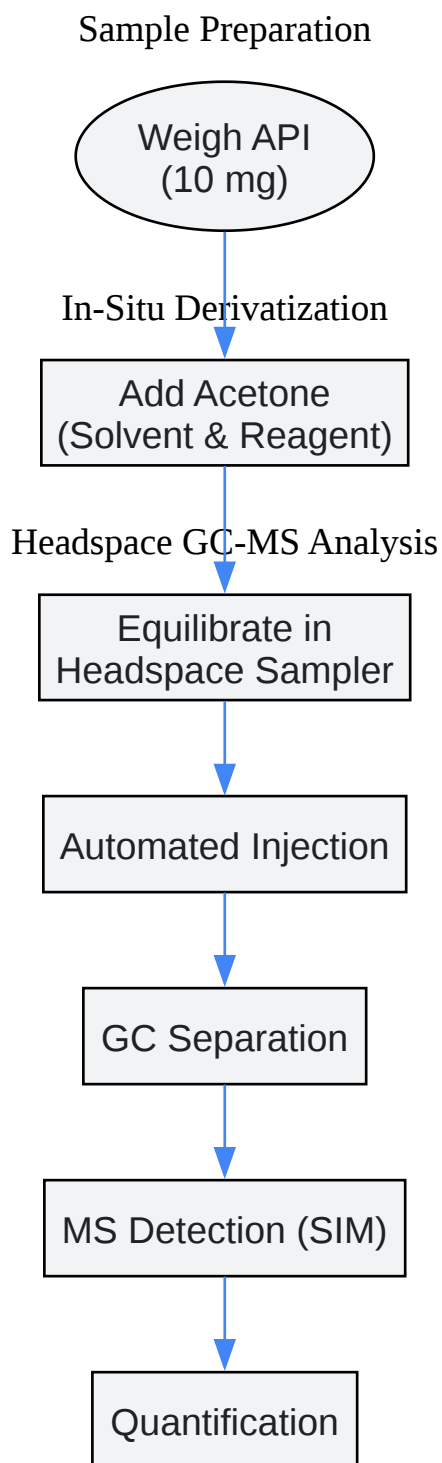 Sample Preparation
Weigh API
(10 mg)
In-Situ Derivatization
Add Acetone
(Solvent & Reagent)
Headspace GC-MS Analysis
Equilibrate in
Headspace Sampler
Automated Injection
GC Separation
MS Detection (SIM)
Quantification